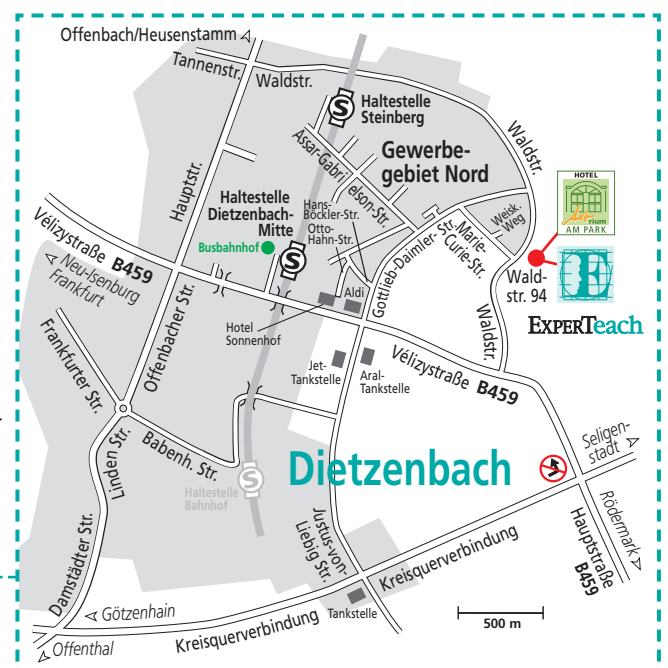 Offenbach/Heusenstamm
Tannenstr.
Waldstr.
Haltestelle
Steinberg
Waldstr.
Assar-Gabrielson-Str.
Gewerbe-
gebiet Nord
HOTEL
Artrium
AM PARK
Hauptstr.
Haltestelle
Dietzenbach-
Mitte
Busbahnhof
Hans-
Böckler-Str.
Otto-
Hahn-Str.
Weisk.
Weg
Marie-
Curie-Str.
Gottlieb-Daimler-Str.
Vélizystraße B459
Neu-Isenburg
Frankfurt
Wald-
str. 94
E
EXPERTeach
Aldi
Waldstr.
Hotel
Sonnenhof
Offenbacher Str.
Frankfurter Str.
Jet-
Tankstelle
Aral-
Tankstelle
Vélizystraße B459
Linden Str.
Babenh. Str.
Dietzenbach
Seligen-
stadt
S
S
S
Haltestelle
Bahnhof
Rödermark
Hauptstraße
B459
Justus-von-
Liebig Str.
Damstädter Str.
Kreisquerverbindung
Götzenhain
Kreisquerverbindung
Tankstelle
500 m
Offenthal